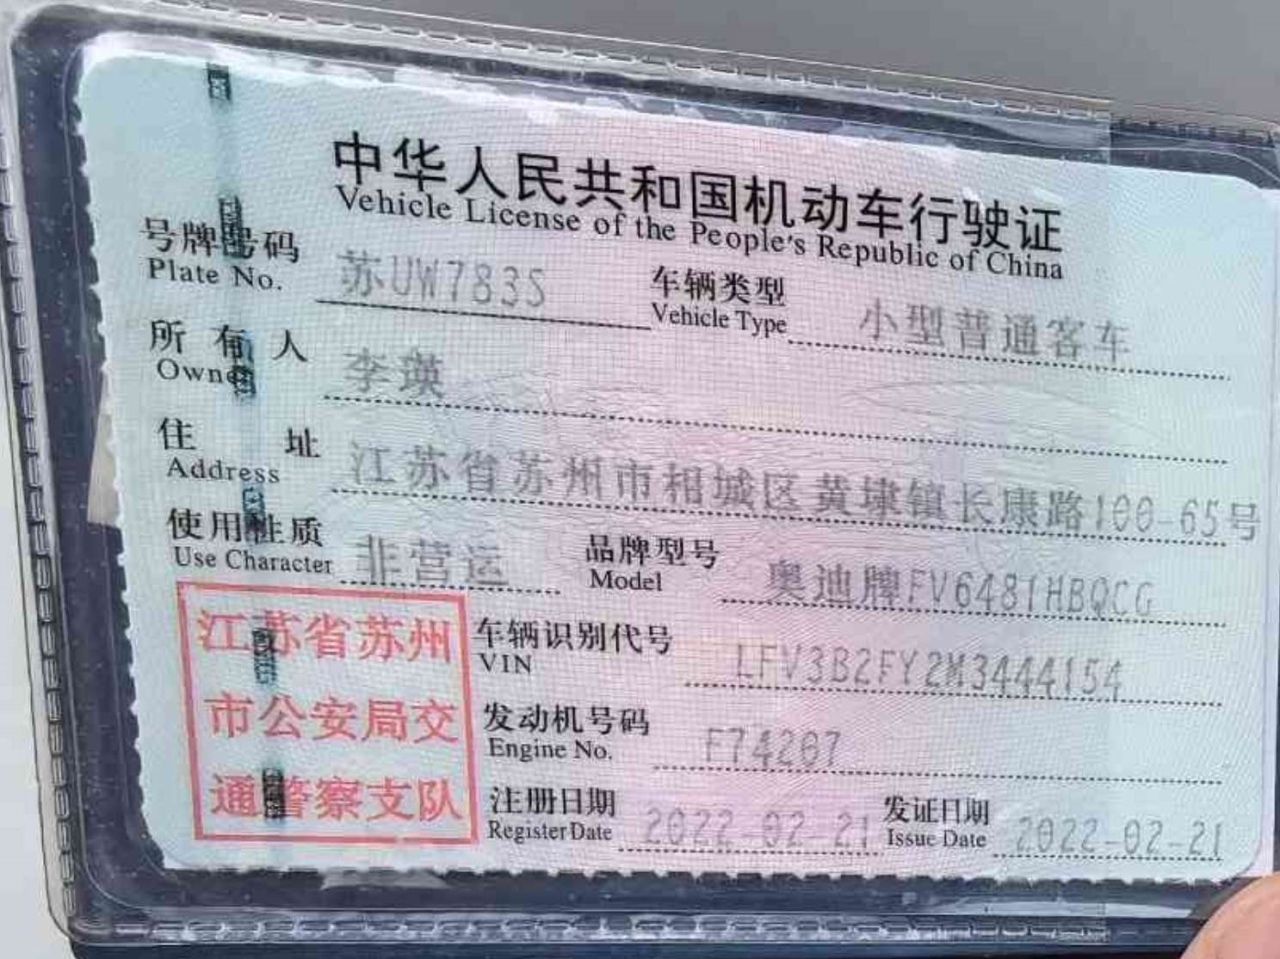 中华人民共和国机动车行驶证
Vehicle License of the People's Republic of China
号牌号码 苏UW783S 车辆类型 小型普通客车
Plate No. Vehicle Type
所有人 李瑛
Owner
住址 江苏省苏州市相城区黄埭镇长康路100-65号
Address
使用性质 非营运 品牌型号 奥迪牌FV6481HBQCG
Use Character Model
江苏省苏州
市公安局交
通警察支队
车辆识别代号 LFV3B2FY2M3444154
VIN
发动机号码 F74207
Engine No.
注册日期 2022-02-21 发证日期 2022-02-21
Register Date Issue Date